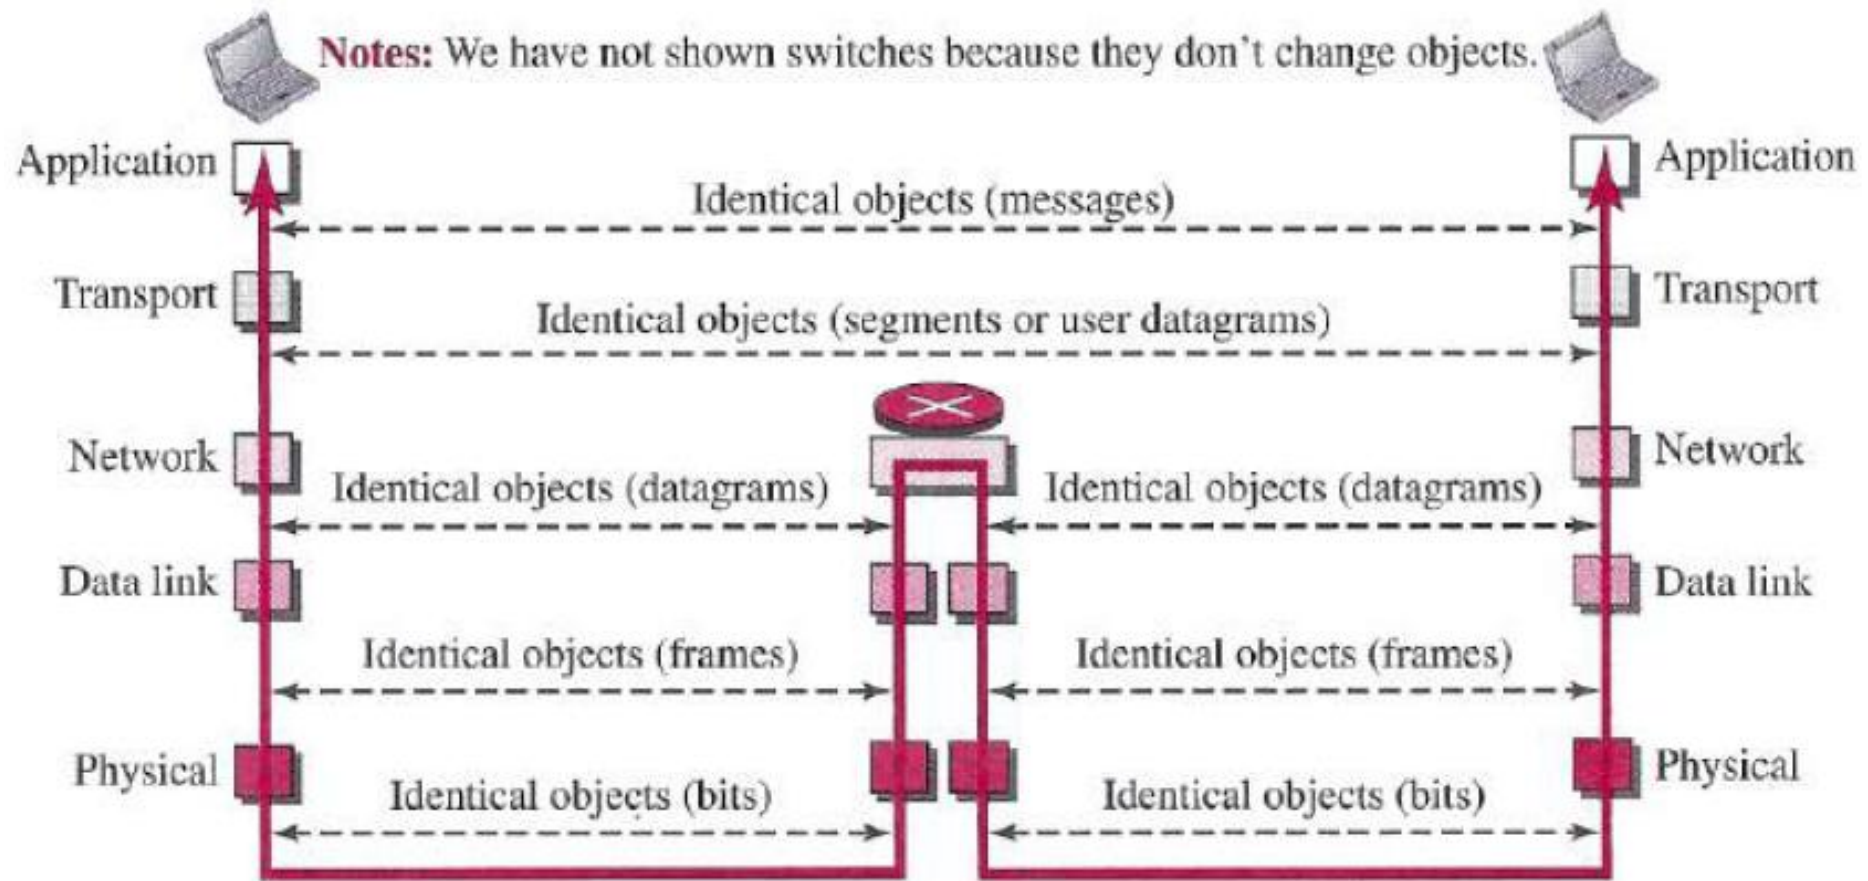 Notes: We have not shown switches because they don't change objects.
Application
Application
Identical objects (messages)
Transport
Transport
Identical objects (segments or user datagrams)
Network
Network
Identical objects (datagrams)
Identical objects (datagrams)
Data link
Data link
Identical objects (frames)
Identical objects (frames)
Physical
Physical
Identical objects (bits)
Identical objects (bits)